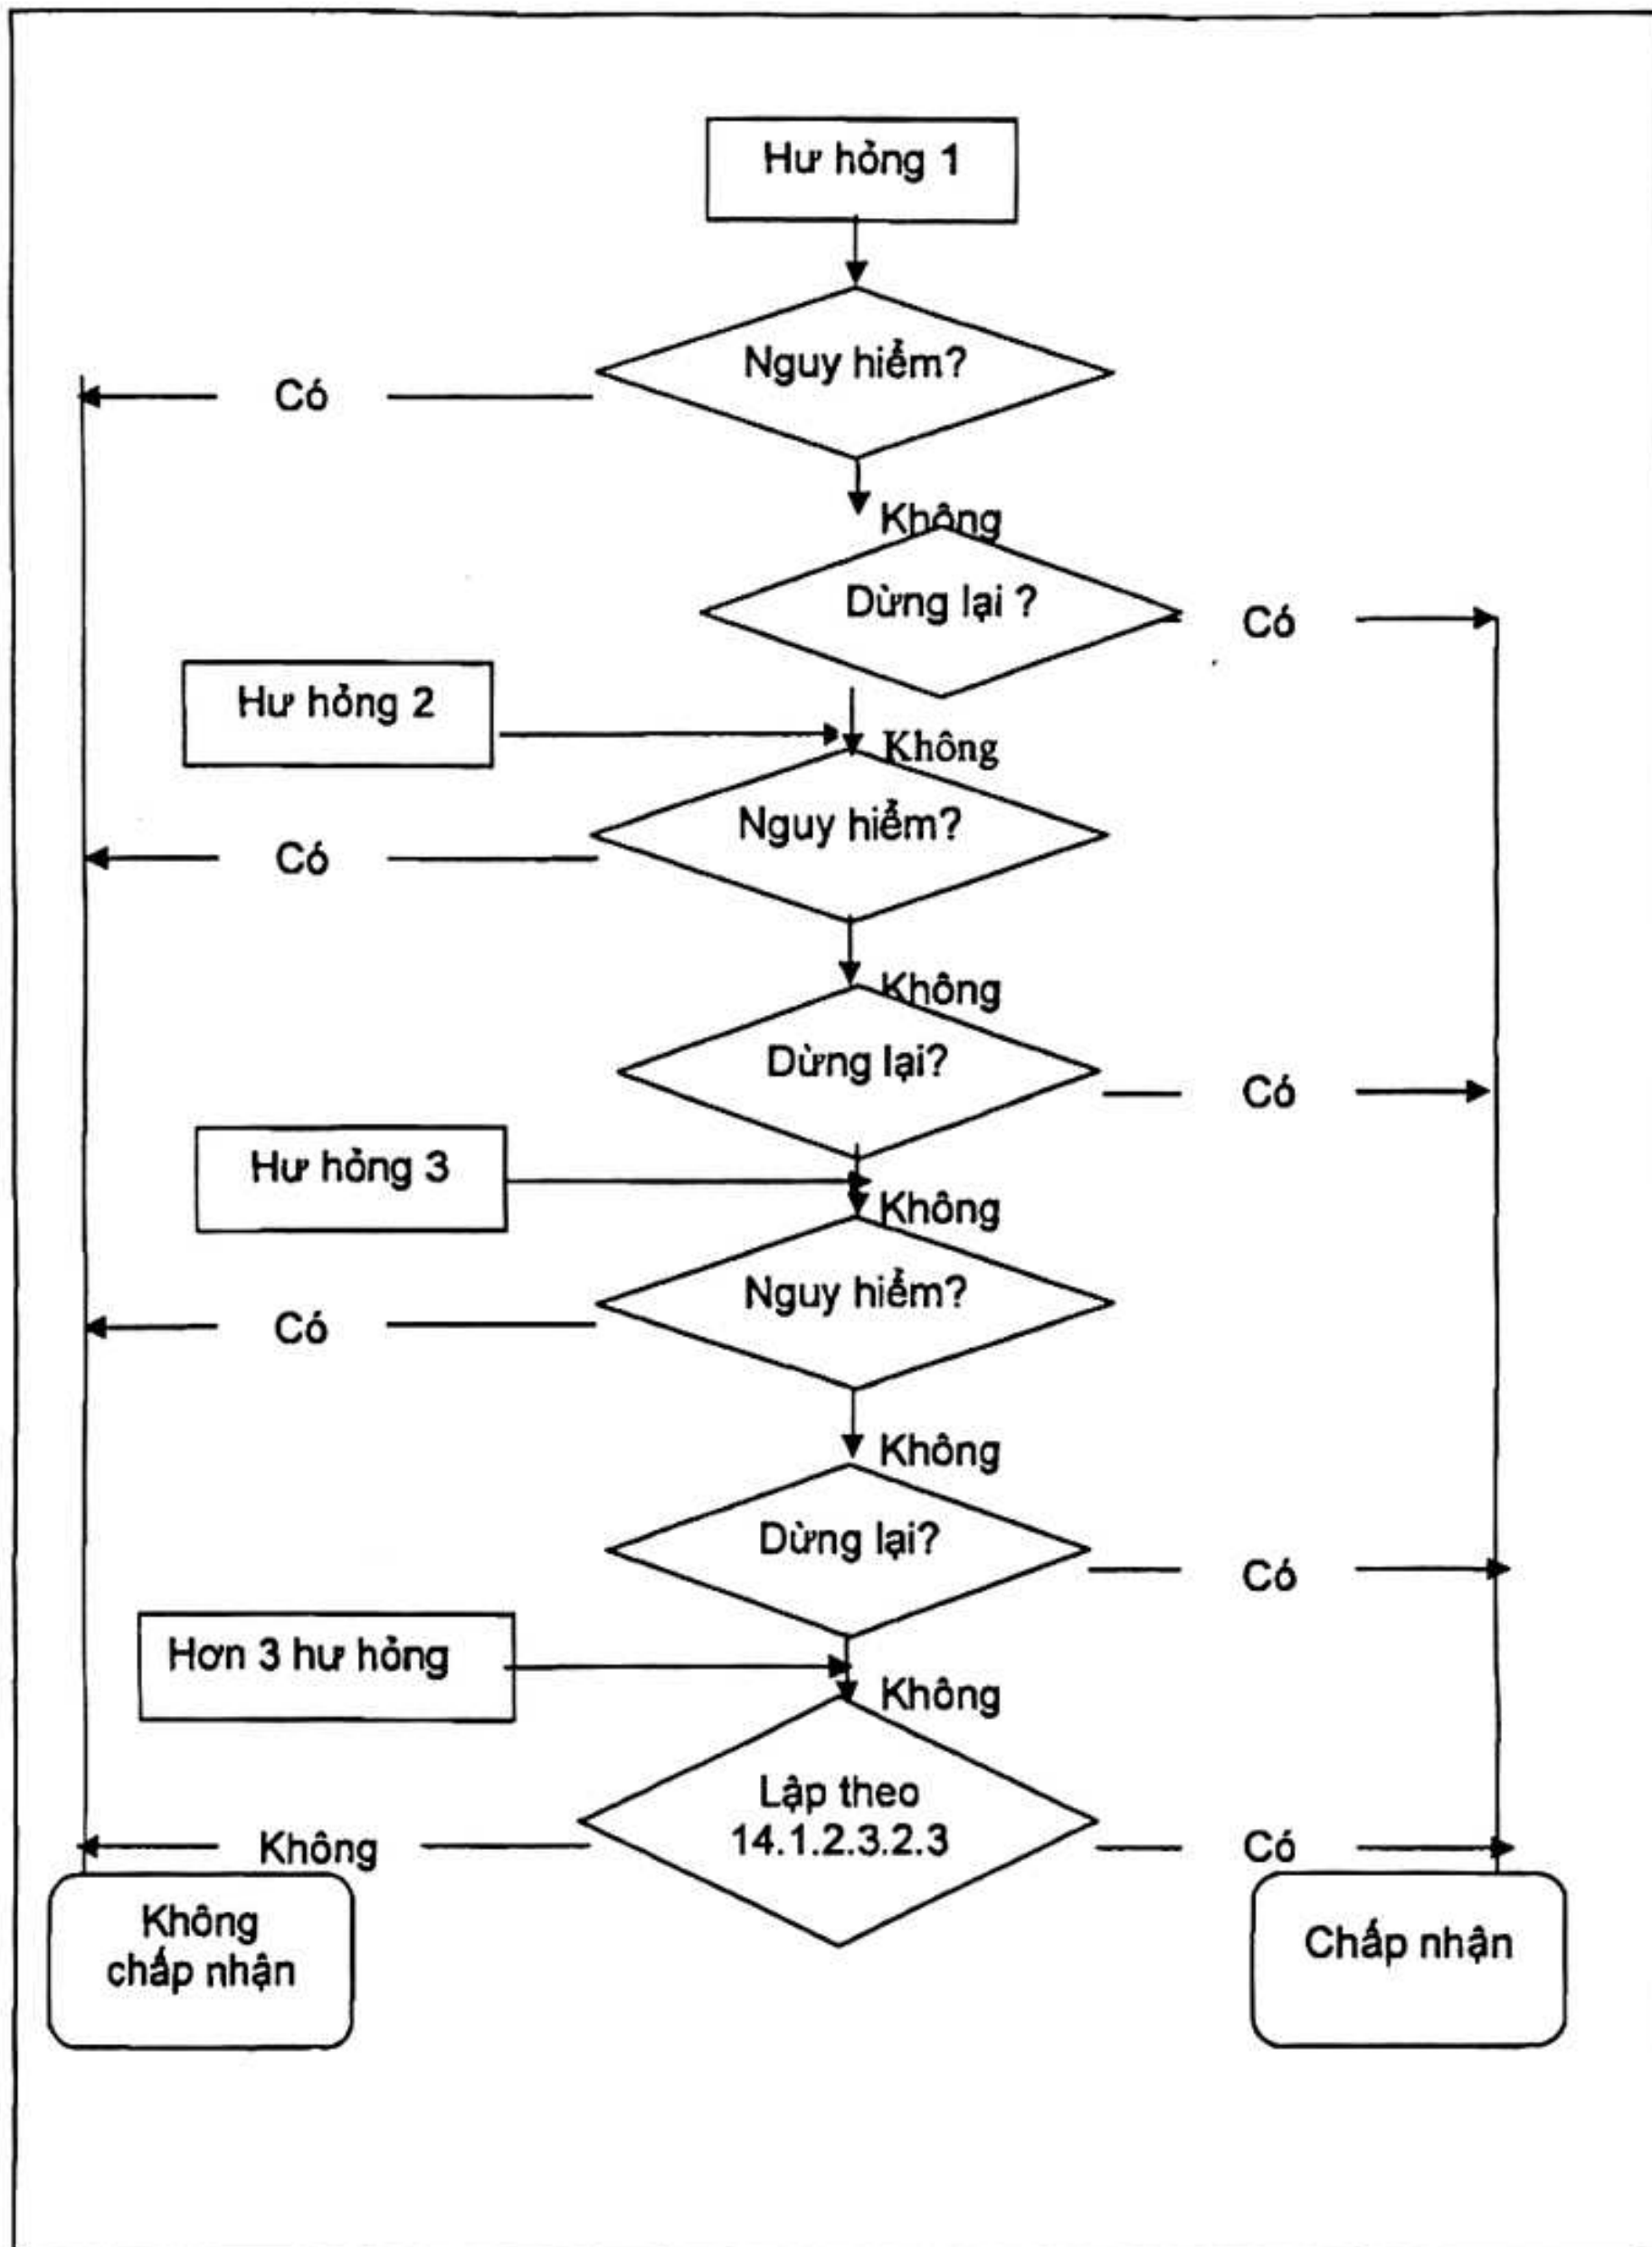 Hư hỏng 1
Nguy hiểm?
Có
Không
Dừng lại ?
Có
Hư hỏng 2
Không
Nguy hiểm?
Có
Không
Dừng lại?
Có
Hư hỏng 3
Không
Nguy hiểm?
Có
Không
Dừng lại?
Có
Hơn 3 hư hỏng
Không
Lập theo
14.1.2.3.2.3
Không
Có
Không
chấp nhận
Chấp nhận